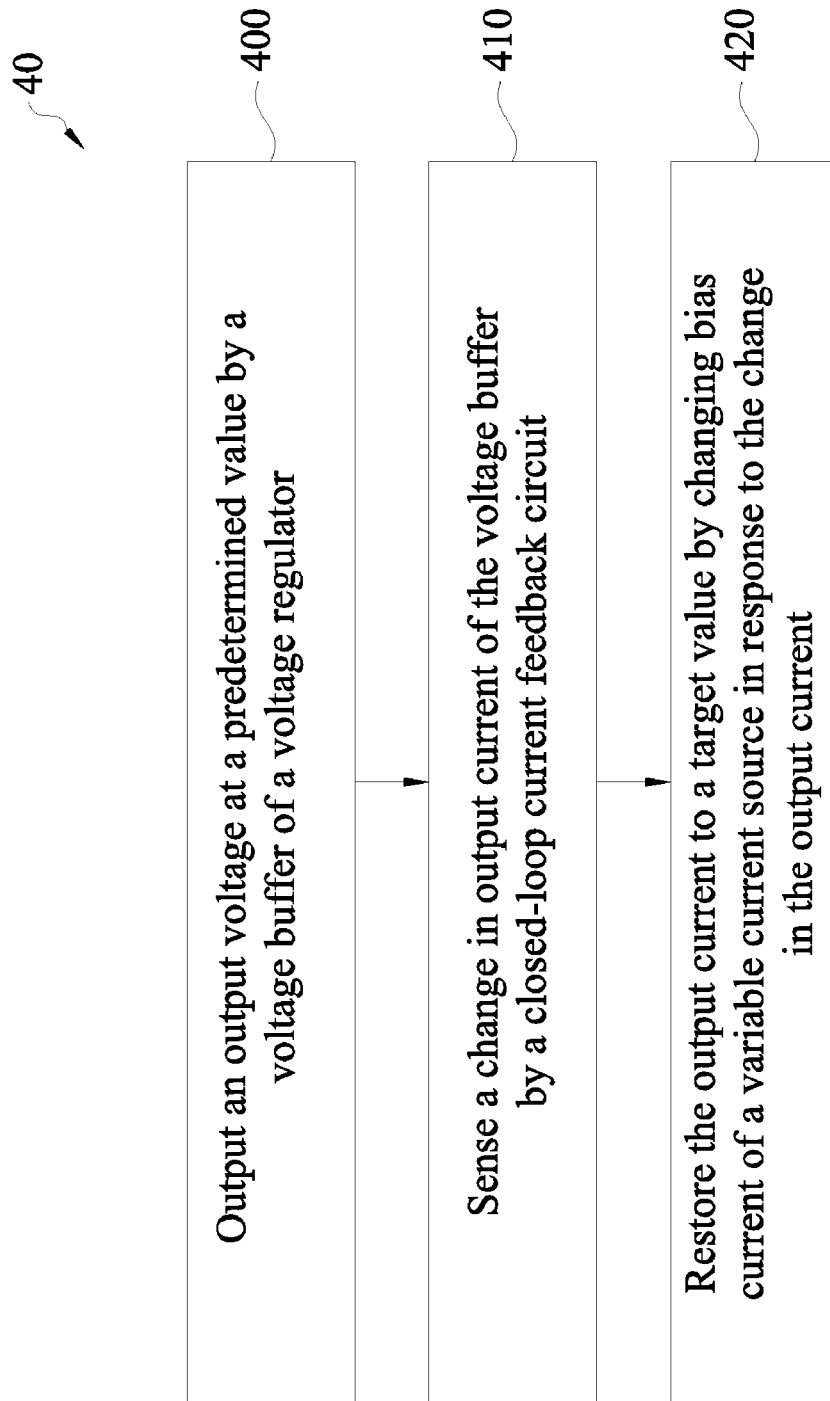 40
400
Output an output voltage at a predetermined value by a
voltage buffer of a voltage regulator
410
Sense a change in output current of the voltage buffer
by a closed-loop current feedback circuit
420
Restore the output current to a target value by changing bias
current of a variable current source in response to the change
in the output current